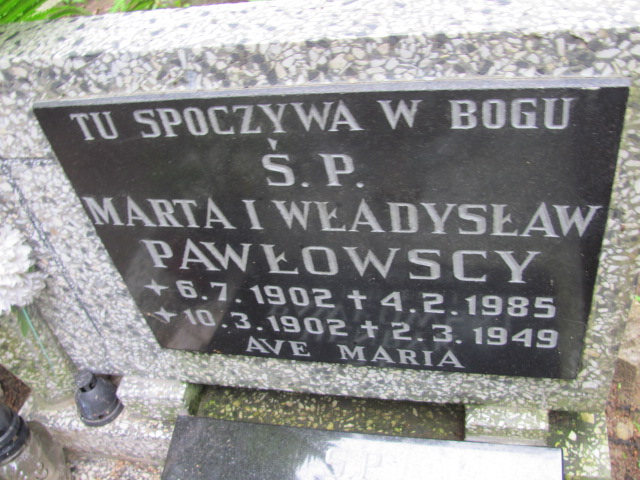 TU SPOCZYWA W BOGU
Ś. P.
MARTA I WŁADYSŁAW
PAWŁOWSCY
* 6. 7. 1902 + 4. 2. 1985
* 10. 3. 1902 + 2. 3. 1949
AVE MARIA